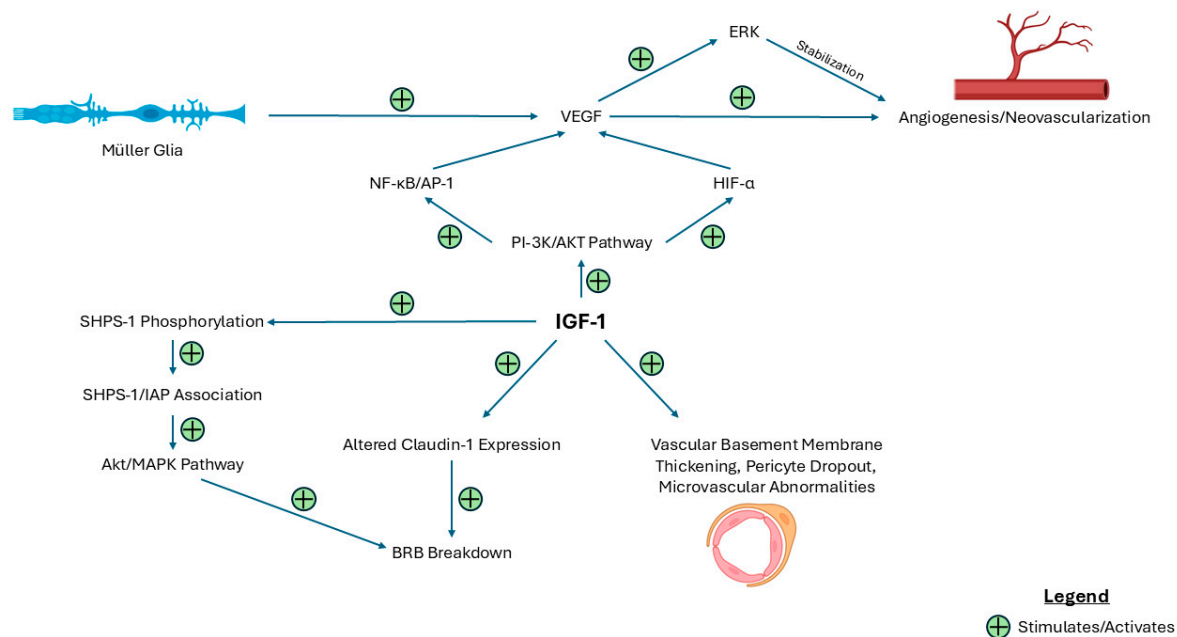 ERK
Stabilization
VEGF
Angiogenesis/Neovascularization
Müller Glia
NF-κB/AP-1
HIF-α
PI-3K/AKT Pathway
SHPS-1 Phosphorylation
IGF-1
SHPS-1/IAP Association
Akt/MAPK Pathway
Altered Claudin-1 Expression
Vascular Basement Membrane
Thickening, Pericyte Dropout,
Microvascular Abnormalities
BRB Breakdown
Legend
Stimulates/Activates